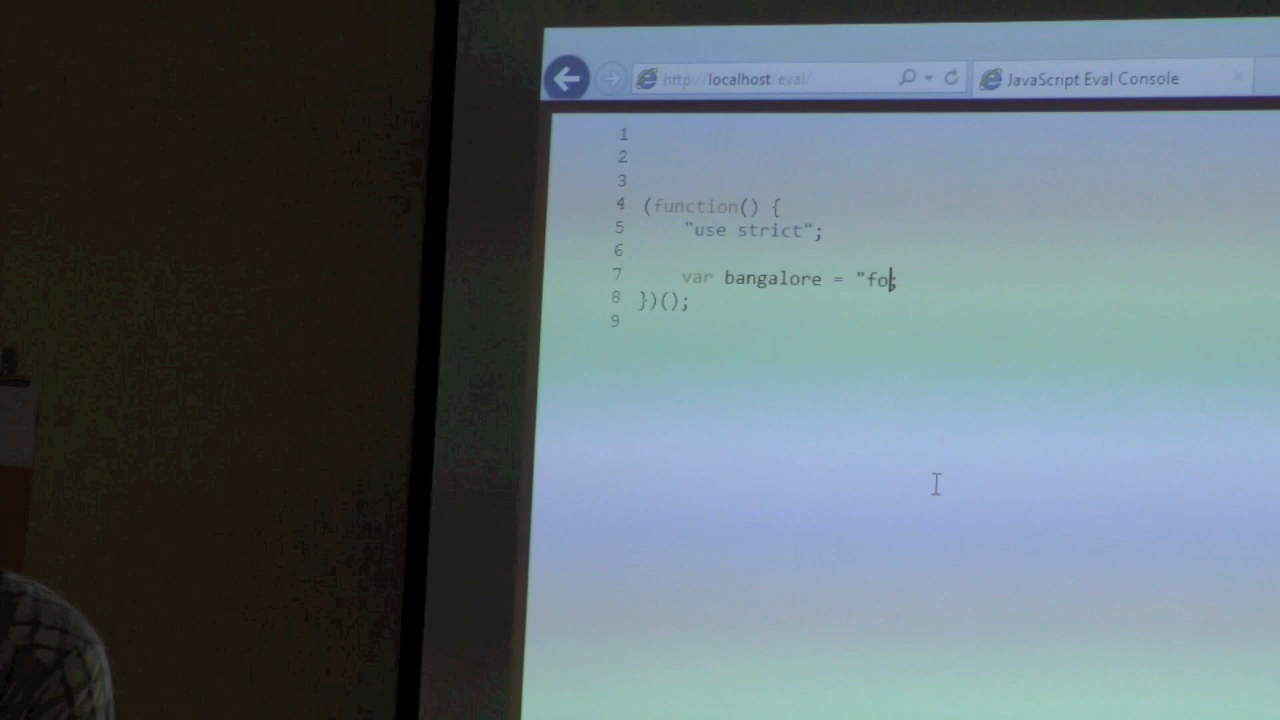 http://localhost/eval/
JavaScript Eval Console
1
2
3
4 (function() {
5 "use strict";
6
7 var bangalore = "fo;
8 })();
9